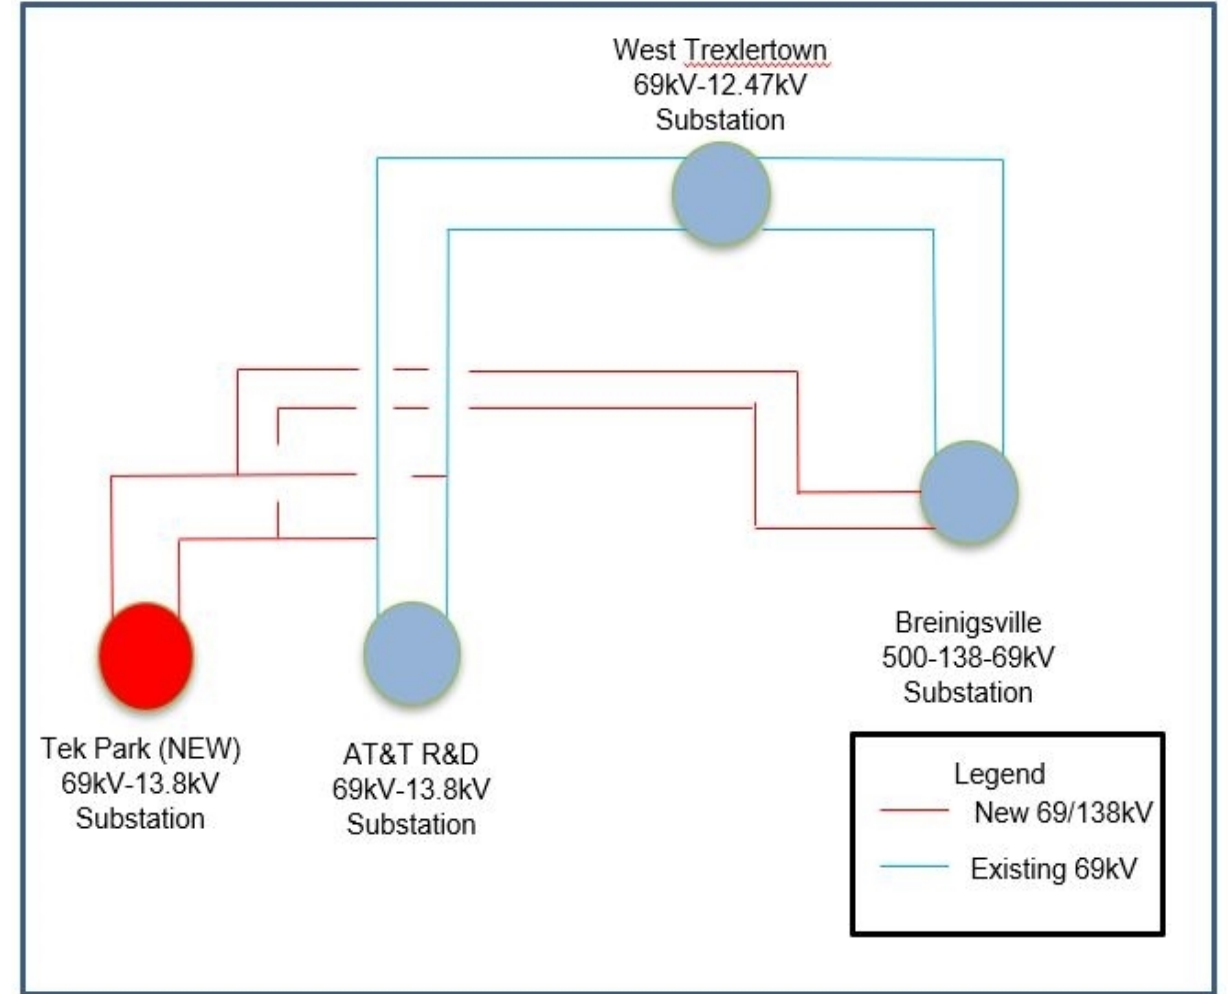 West Trexlertown
69kV-12.47kV
Substation
Breinigsville
500-138-69kV
Substation
Tek Park (NEW)
69kV-13.8kV
Substation
AT&T R&D
69kV-13.8kV
Substation
Legend
New 69/138kV
Existing 69kV